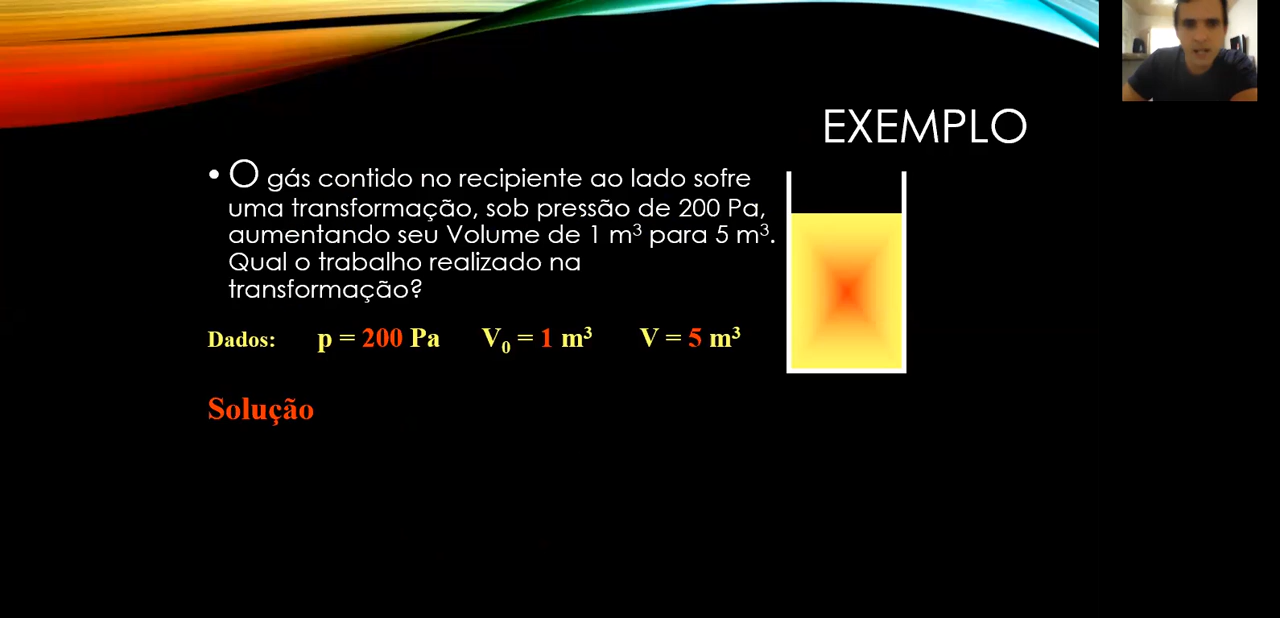 EXEMPLO
• O gás contido no recipiente ao lado sofre
uma transformação, sob pressão de 200 Pa,
aumentando seu Volume de 1 m³ para 5 m³.
Qual o trabalho realizado na
transformação?
Dados: p = 200 Pa V₀ = 1 m³ V = 5 m³
Solução